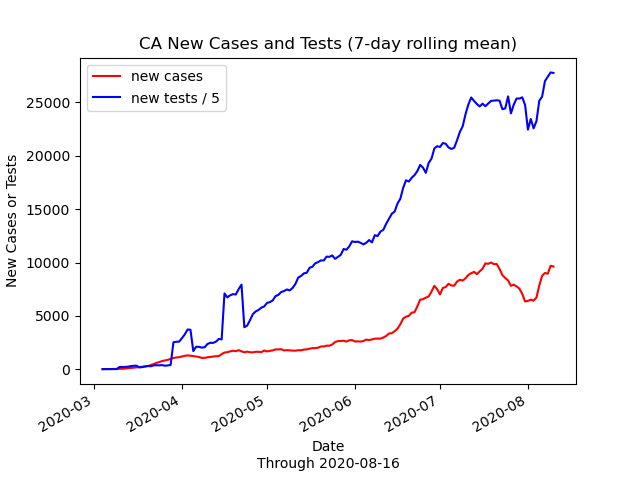 CA New Cases and Tests (7-day rolling mean)
new cases
new tests / 5
New Cases or Tests
25000
20000
15000
10000
5000
0
2020-03
2020-04
2020-05
2020-06
2020-07
2020-08
Date
Through 2020-08-16